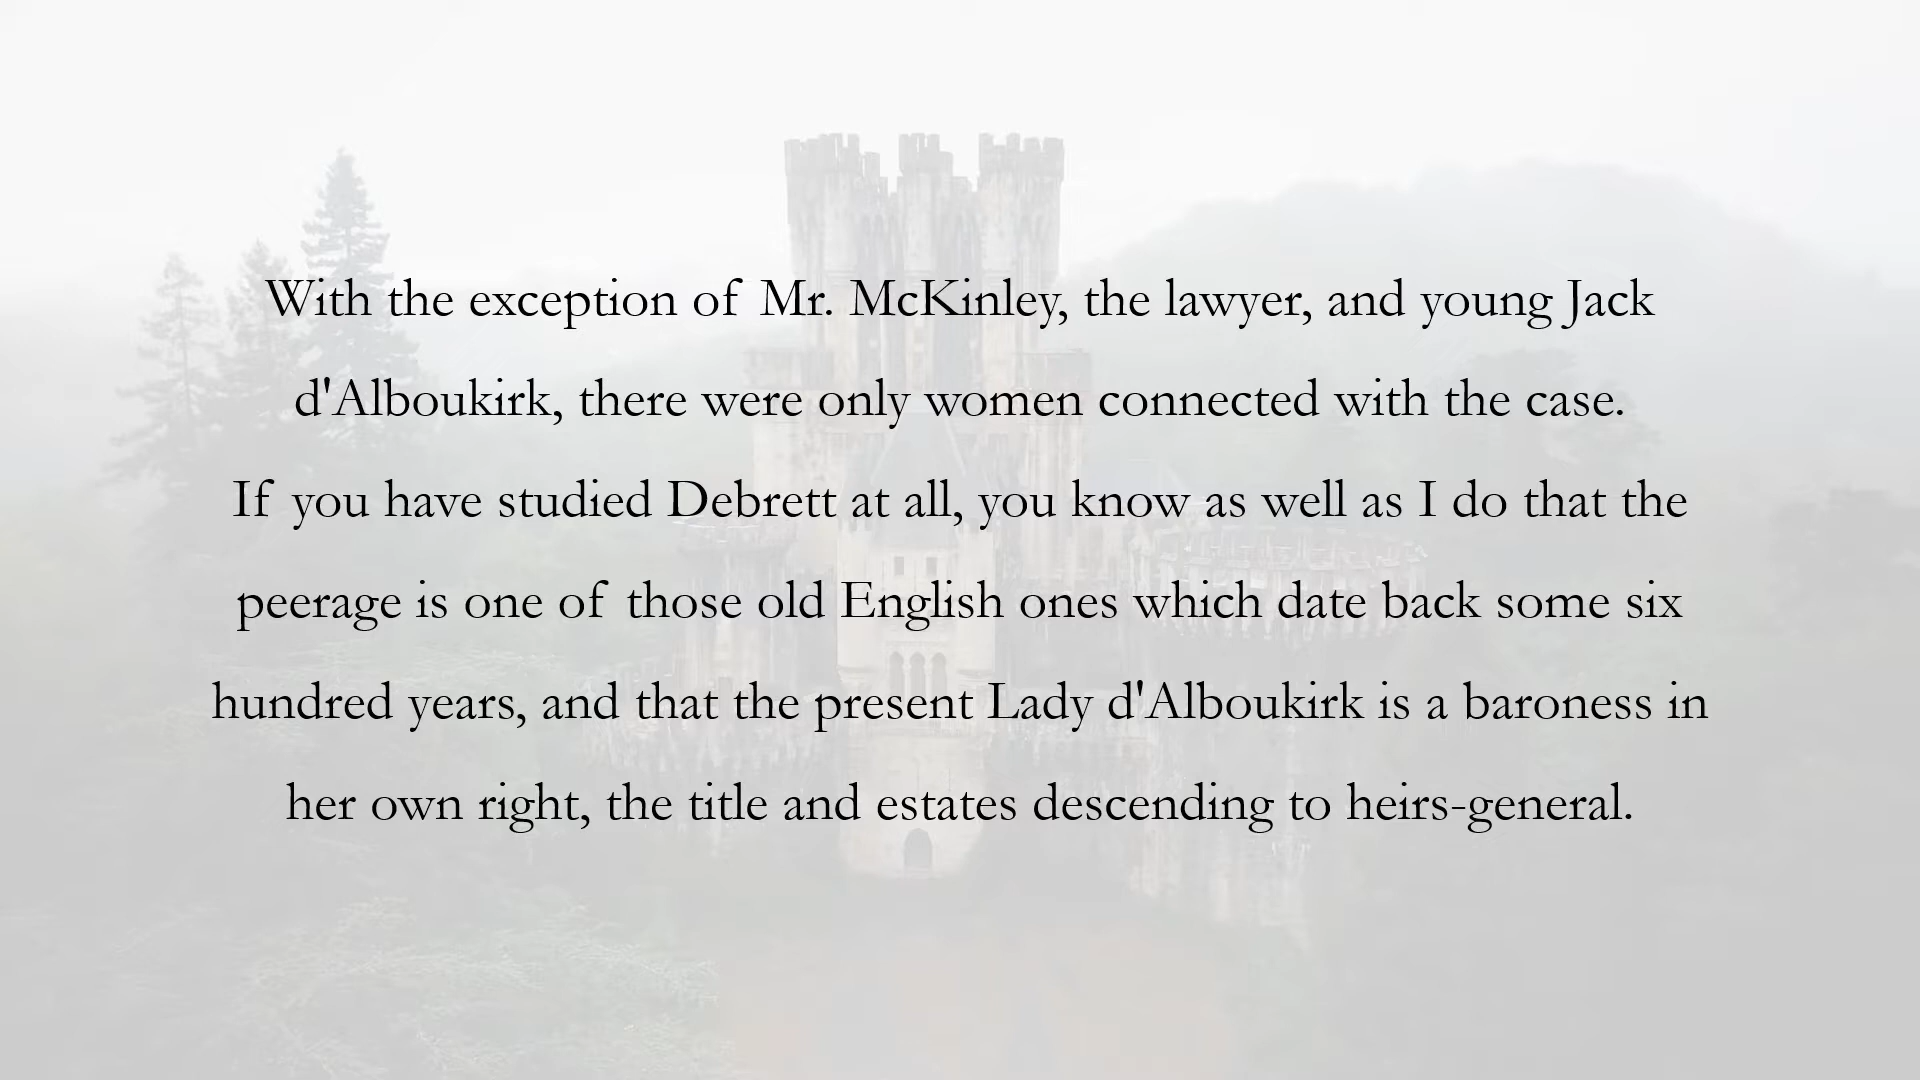 With the exception of Mr. McKinley, the lawyer, and young Jack
d'Alboukirk, there were only women connected with the case.
If you have studied Debrett at all, you know as well as I do that the
peerage is one of those old English ones which date back some six
hundred years, and that the present Lady d'Alboukirk is a baroness in
her own right, the title and estates descending to heirs-general.